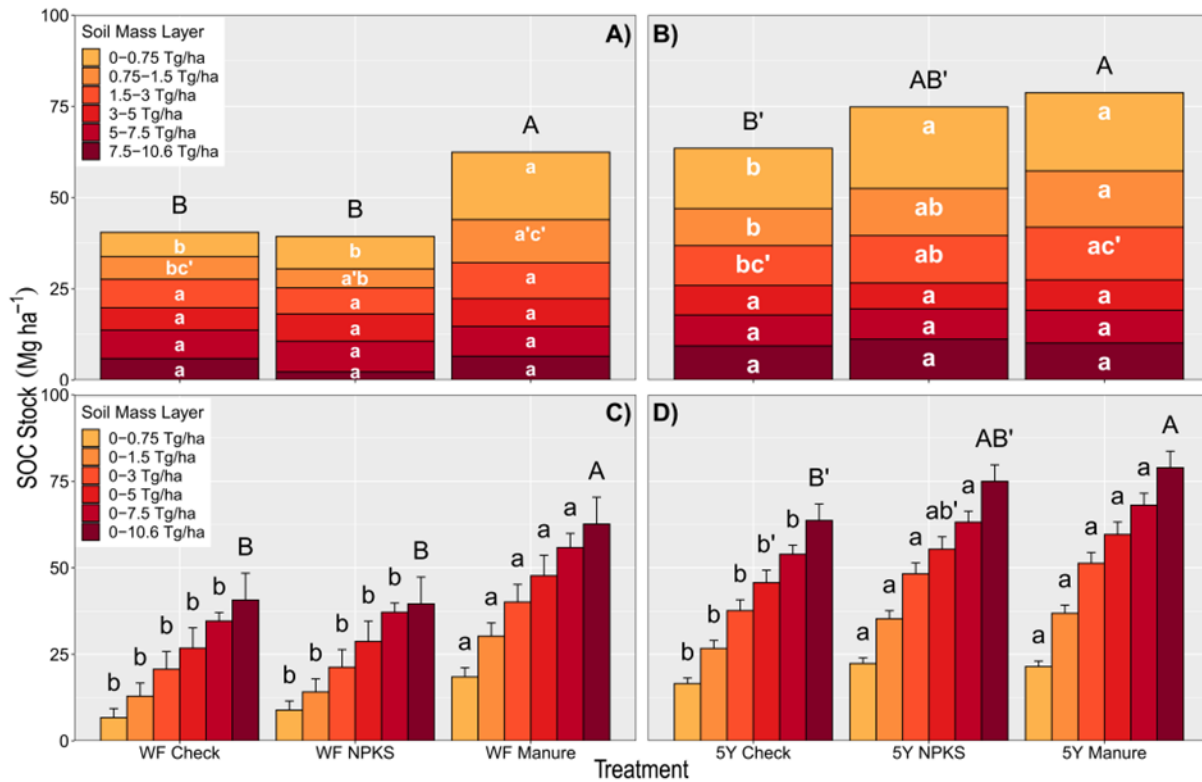 SOC Stock (Mg ha⁻¹)
100
75
50
25
0
Soil Mass Layer
0−0.75 Tg/ha
0.75−1.5 Tg/ha
1.5−3 Tg/ha
3−5 Tg/ha
5−7.5 Tg/ha
7.5−10.6 Tg/ha
A)
B
B
A
b
bc'
a
a
a
a
b
a'b
a
a
a
a
a
a'c'
a
a
a
a
B)
B'
AB'
A
b
b
bc'
a
a
a
a
ab
ab
a
a
a
a
a
ac'
a
a
a
100
75
50
25
0
Soil Mass Layer
0−0.75 Tg/ha
0−1.5 Tg/ha
0−3 Tg/ha
0−5 Tg/ha
0−7.5 Tg/ha
0−10.6 Tg/ha
C)
b b b b b B
b b b b b B
a a a a a A
D)
b b b b' b B'
a a a ab' a AB'
a a a a a A
WF Check WF NPKS WF Manure 5Y Check 5Y NPKS 5Y Manure
Treatment